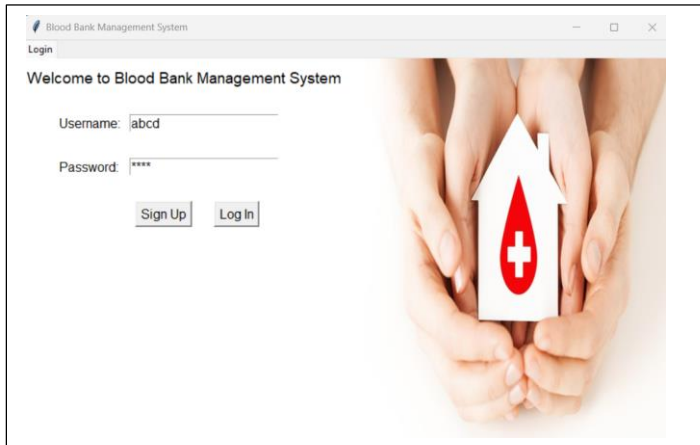 Blood Bank Management System
Login
Welcome to Blood Bank Management System
Username: abcd
Password: ****
Sign Up Log In